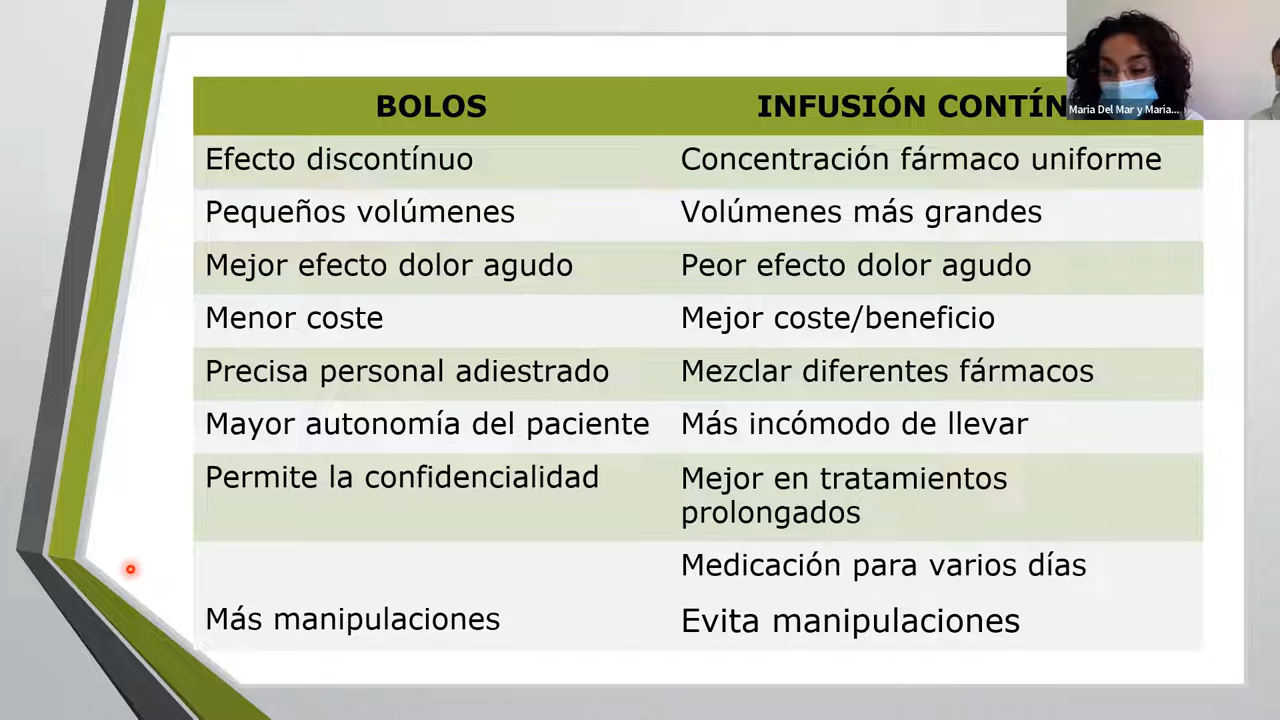 BOLOS INFUSIÓN CONTÍN
Efecto discontínuo Concentración fármaco uniforme
Pequeños volúmenes Volúmenes más grandes
Mejor efecto dolor agudo Peor efecto dolor agudo
Menor coste Mejor coste/beneficio
Precisa personal adiestrado Mezclar diferentes fármacos
Mayor autonomía del paciente Más incómodo de llevar
Permite la confidencialidad Mejor en tratamientos
prolongados
Medicación para varios días
Más manipulaciones Evita manipulaciones
Maria Del Mar y Maria...